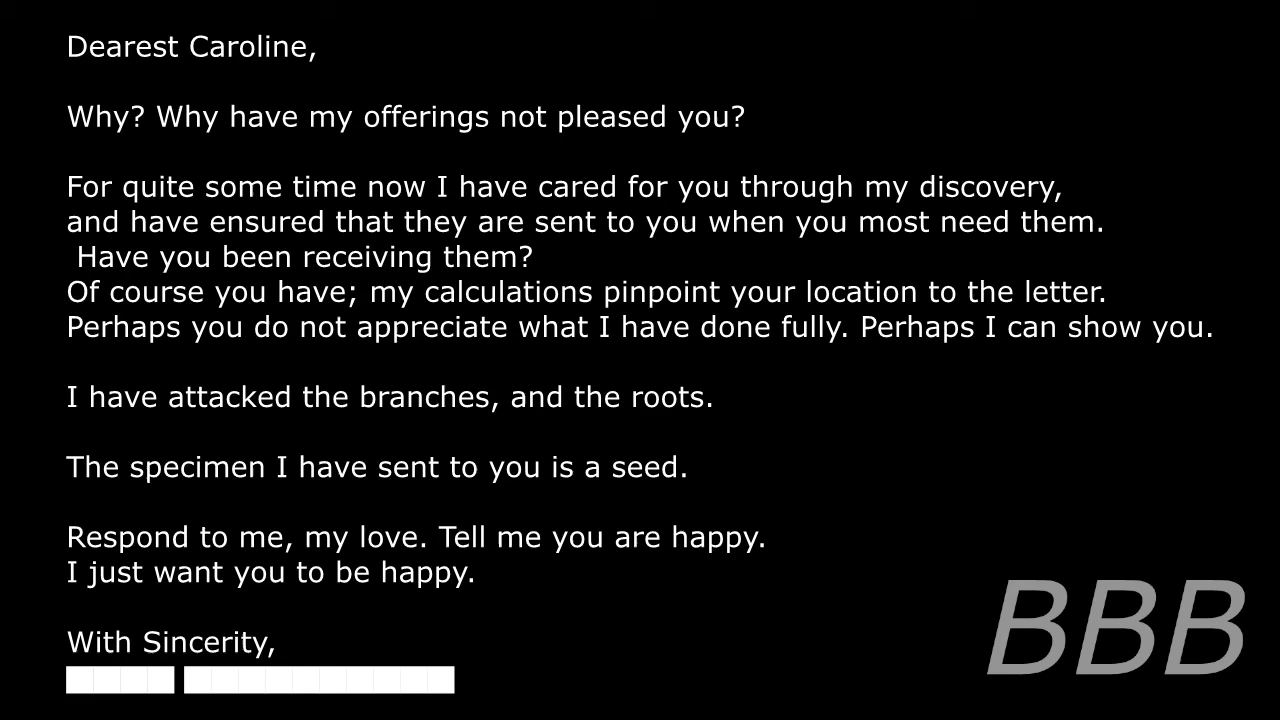 Dearest Caroline,
Why? Why have my offerings not pleased you?
For quite some time now I have cared for you through my discovery,
and have ensured that they are sent to you when you most need them.
Have you been receiving them?
Of course you have; my calculations pinpoint your location to the letter.
Perhaps you do not appreciate what I have done fully. Perhaps I can show you.
I have attacked the branches, and the roots.
The specimen I have sent to you is a seed.
Respond to me, my love. Tell me you are happy.
I just want you to be happy.
With Sincerity,
████ ██████████
BBB